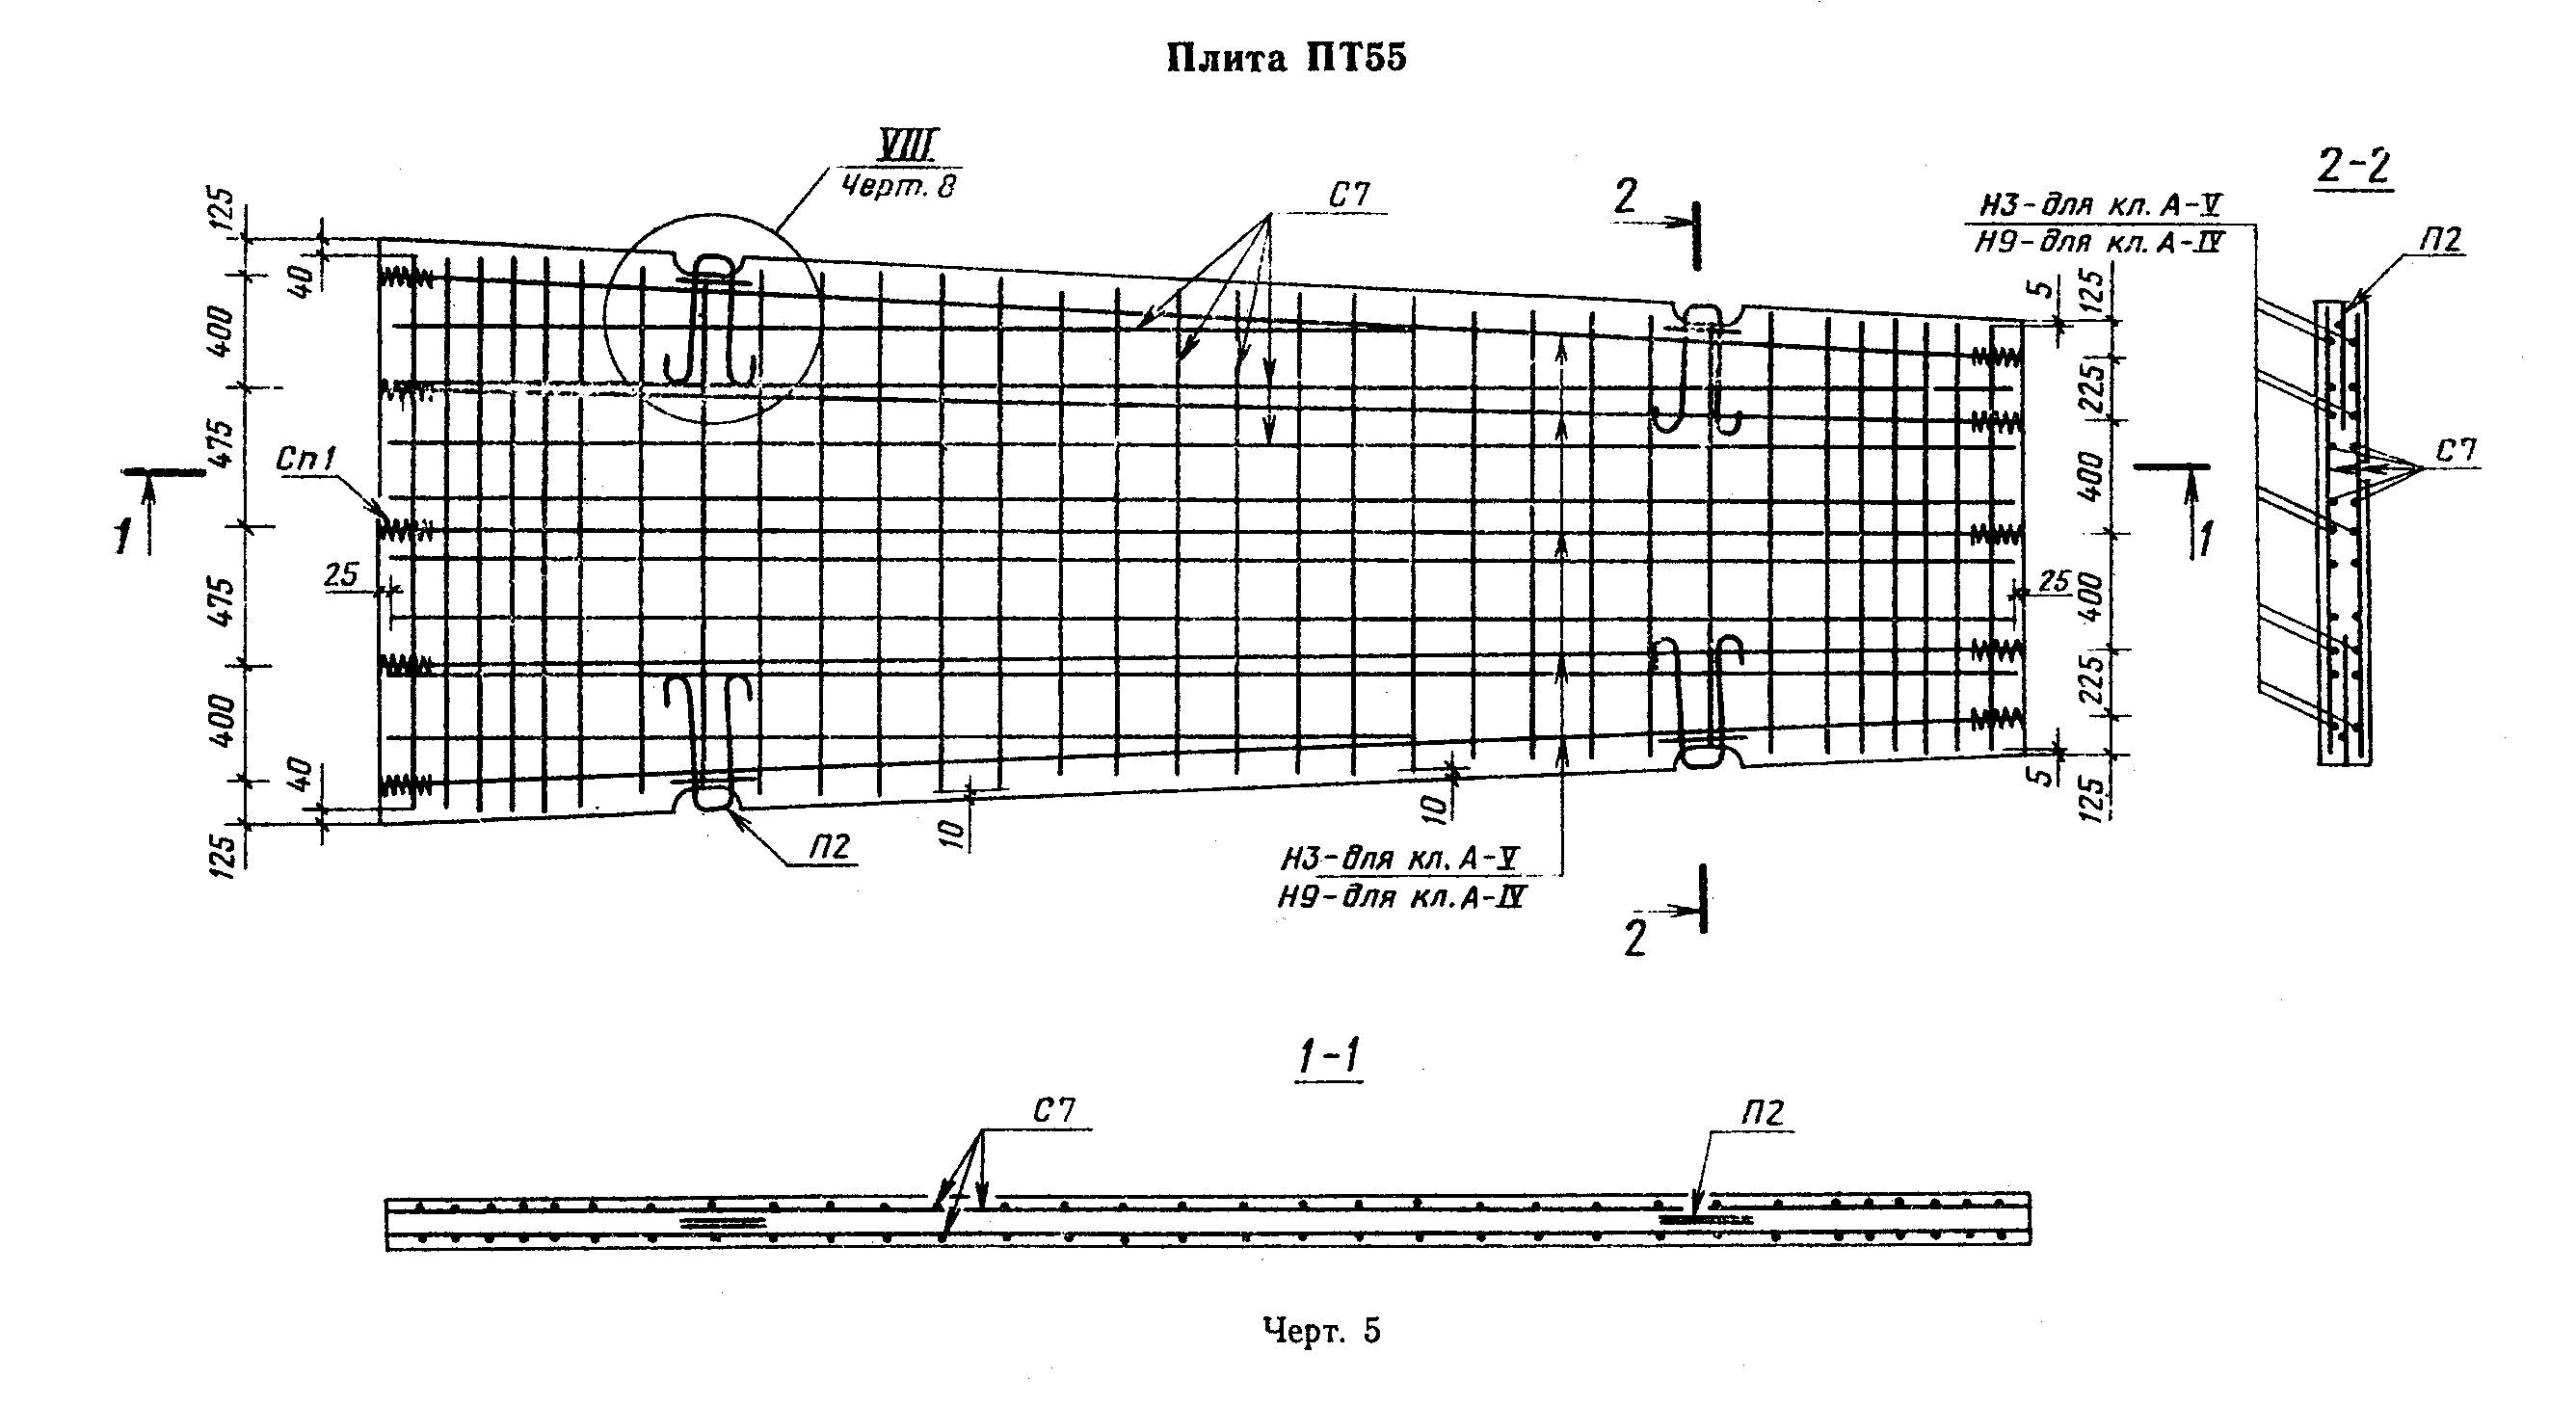 Плита ПТ55
VIII
Черт. 8
С7
2
2-2
Н3-для кл. А-V
Н9-для кл. А-IV
П2
125
40
400
475
Сп1
1
25
475
400
40
125
5
125
225
400
С7
1
25
400
225
5
125
10
10
П2
Н3-для кл. А-V
Н9-для кл. А-IV
2
1-1
С7
П2
Черт. 5